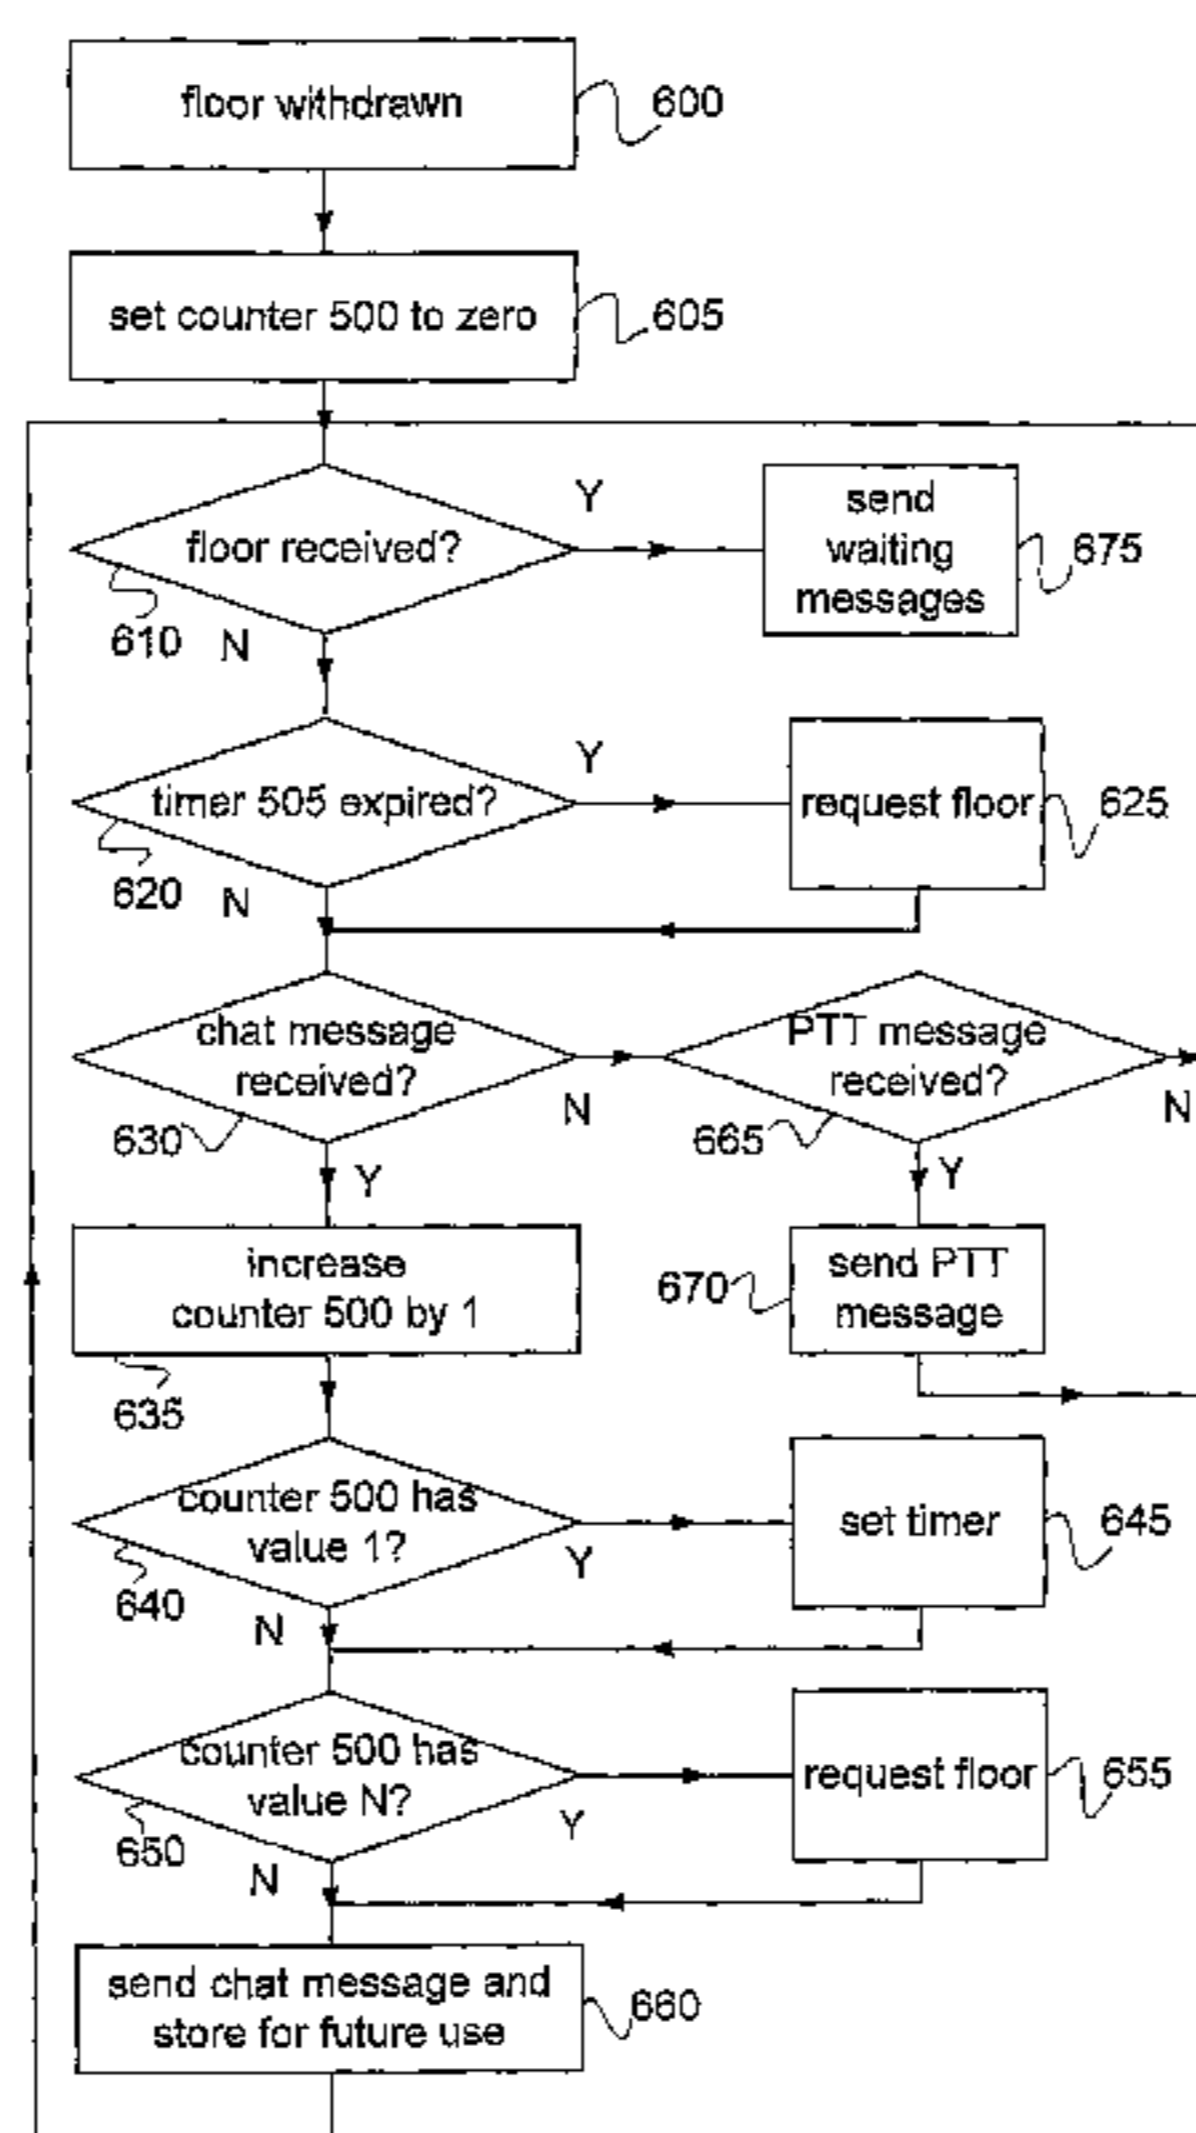 floor withdrawn
600
set counter 500 to zero
605
floor received?
Y
send
waiting
messages
675
610
N
timer 505 expired?
Y
request floor
625
620
N
chat message
received?
N
630
Y
PTT message
received?
N
665
Y
increase
counter 500 by 1
635
send PTT
message
670
counter 500 has
value 1?
Y
set timer
645
640
N
counter 500 has
value N?
Y
request floor
655
650
N
send chat message and
store for future use
660